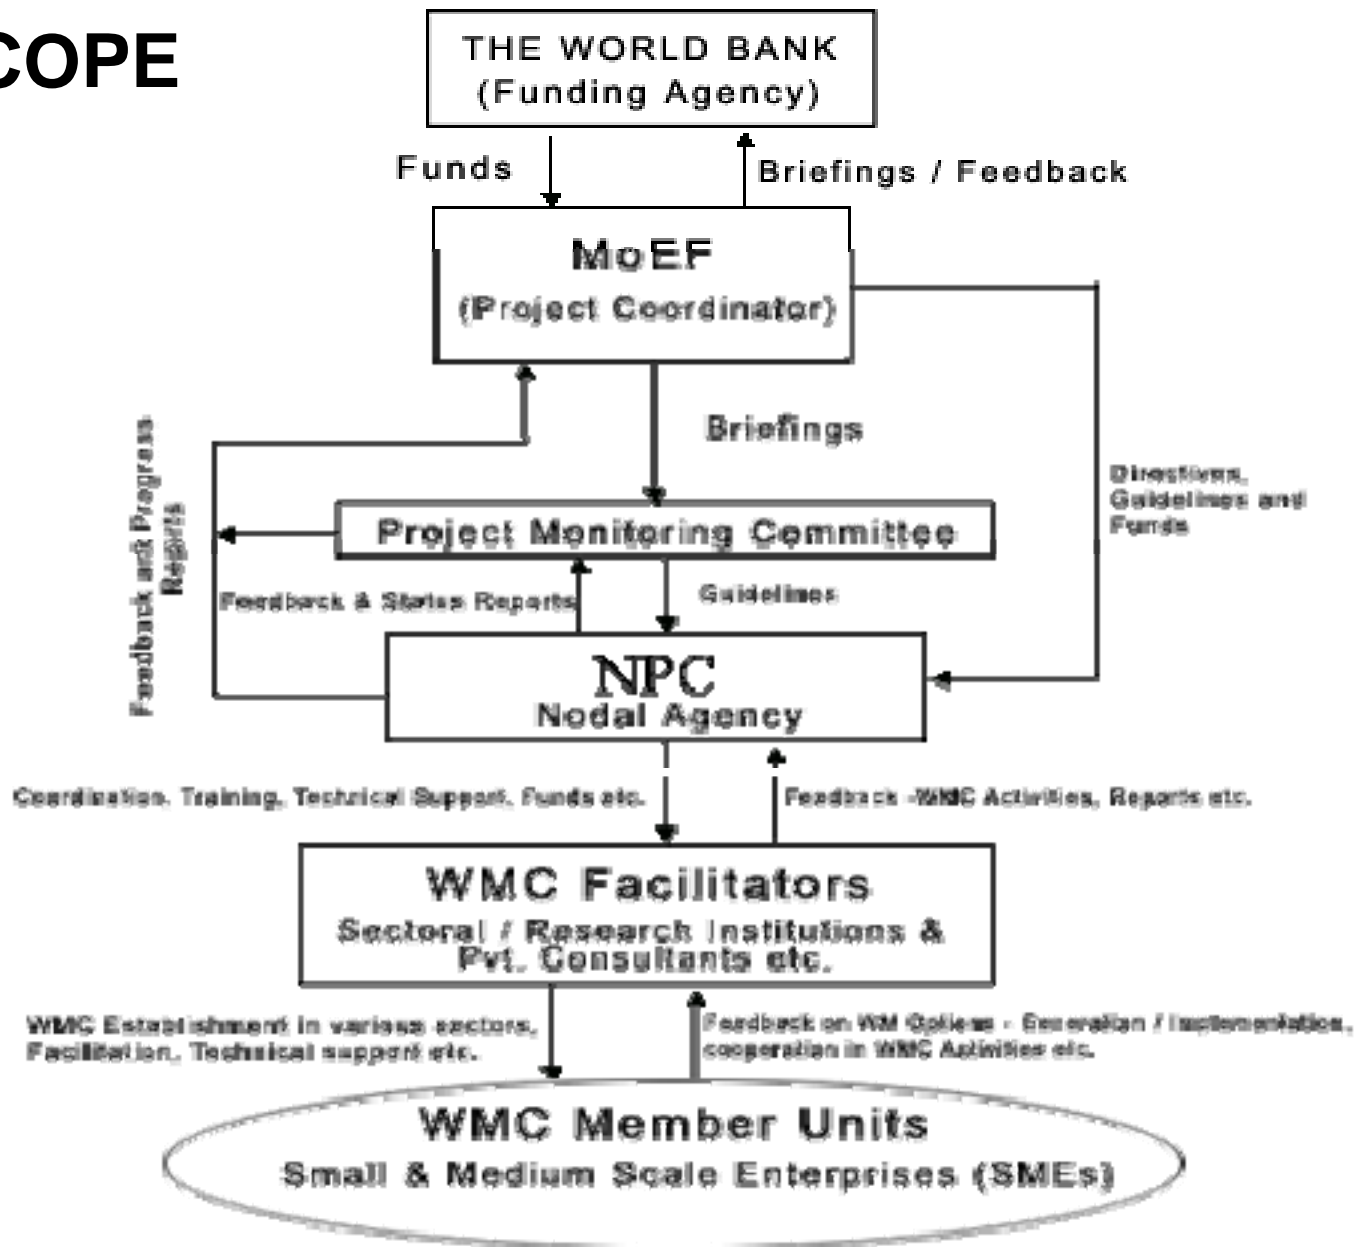 COPE
THE WORLD BANK
(Funding Agency)
Funds
Briefings / Feedback
MoEF
(Project Coordinator)
Briefings
Directives,
Guidelines and
Funds
Feedback and Progress
Reports
Project Monitoring Committee
Feedback & Status Reports
Guidelines
NPC
Nodal Agency
Coordination, Training, Technical Support, Funds etc.
Feedback -WMC Activities, Reports etc.
WMC Facilitators
Sectoral / Research Institutions &
Pvt. Consultants etc.
WMC Establishment in various sectors,
Facilitation, Technical support etc.
Feedback on WM Options - Generation / Implementation,
cooperation in WMC Activities etc.
WMC Member Units
Small & Medium Scale Enterprises (SMEs)